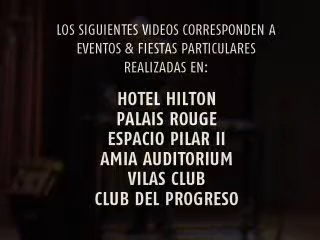 LOS SIGUIENTES VIDEOS CORRESPONDEN A
EVENTOS & FIESTAS PARTICULARES
REALIZADAS EN:
HOTEL HILTON
PALAIS ROUGE
ESPACIO PILAR II
AMIA AUDITORIUM
VILAS CLUB
CLUB DEL PROGRESO